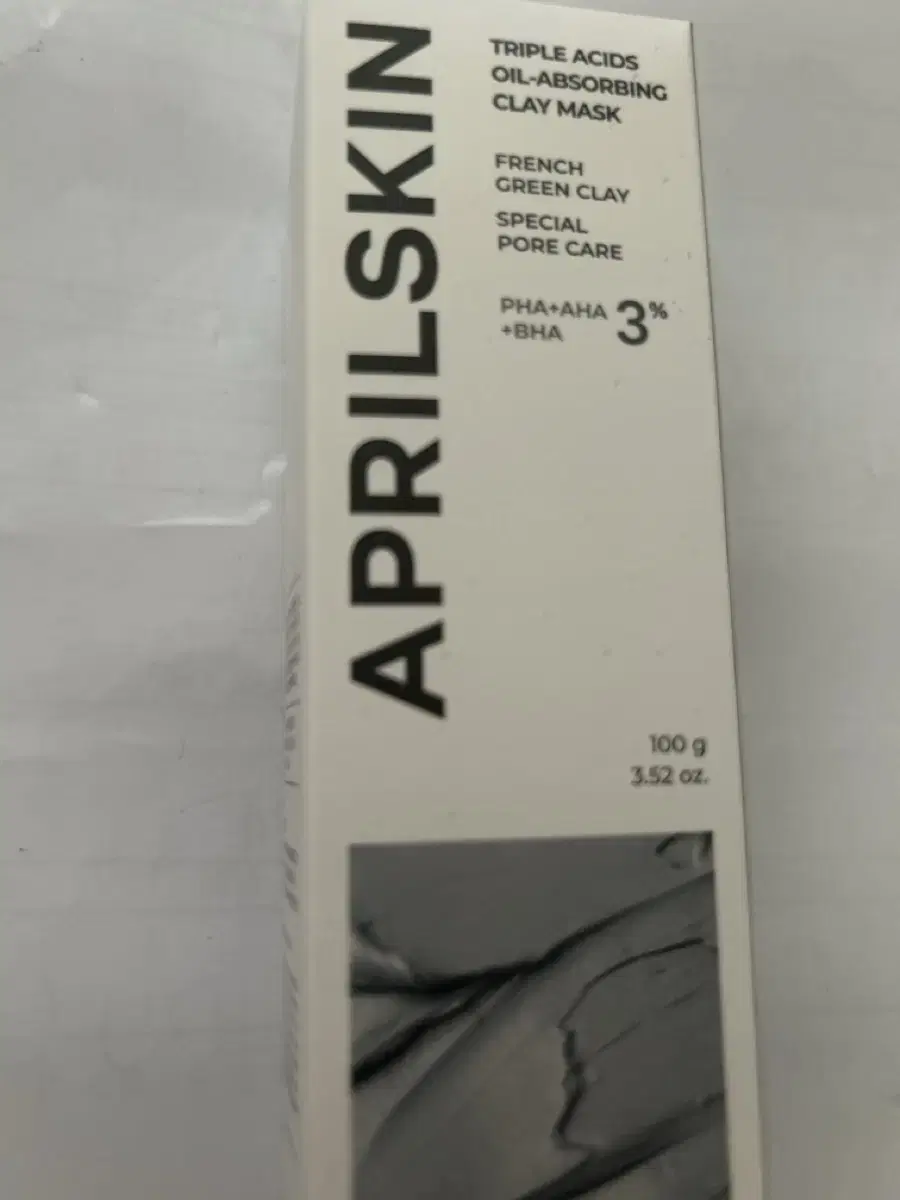 APRILSKIN
TRIPLE ACIDS
OIL-ABSORBING
CLAY MASK
FRENCH
GREEN CLAY
SPECIAL
PORE CARE
PHA+AHA
+BHA
3%
100 g
3.52 oz.